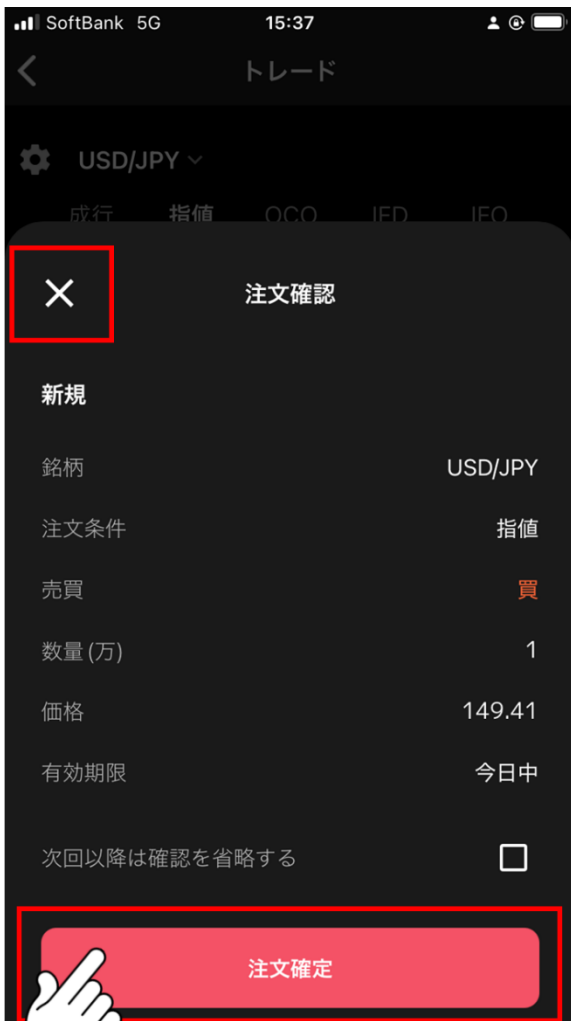 SoftBank 5G 15:37
トレード
USD/JPY
成行 指値 OCO IFD IFO
注文確認
新規
銘柄 USD/JPY
注文条件 指値
売買 買
数量(万) 1
価格 149.41
有効期限 今日中
次回以降は確認を省略する
注文確定